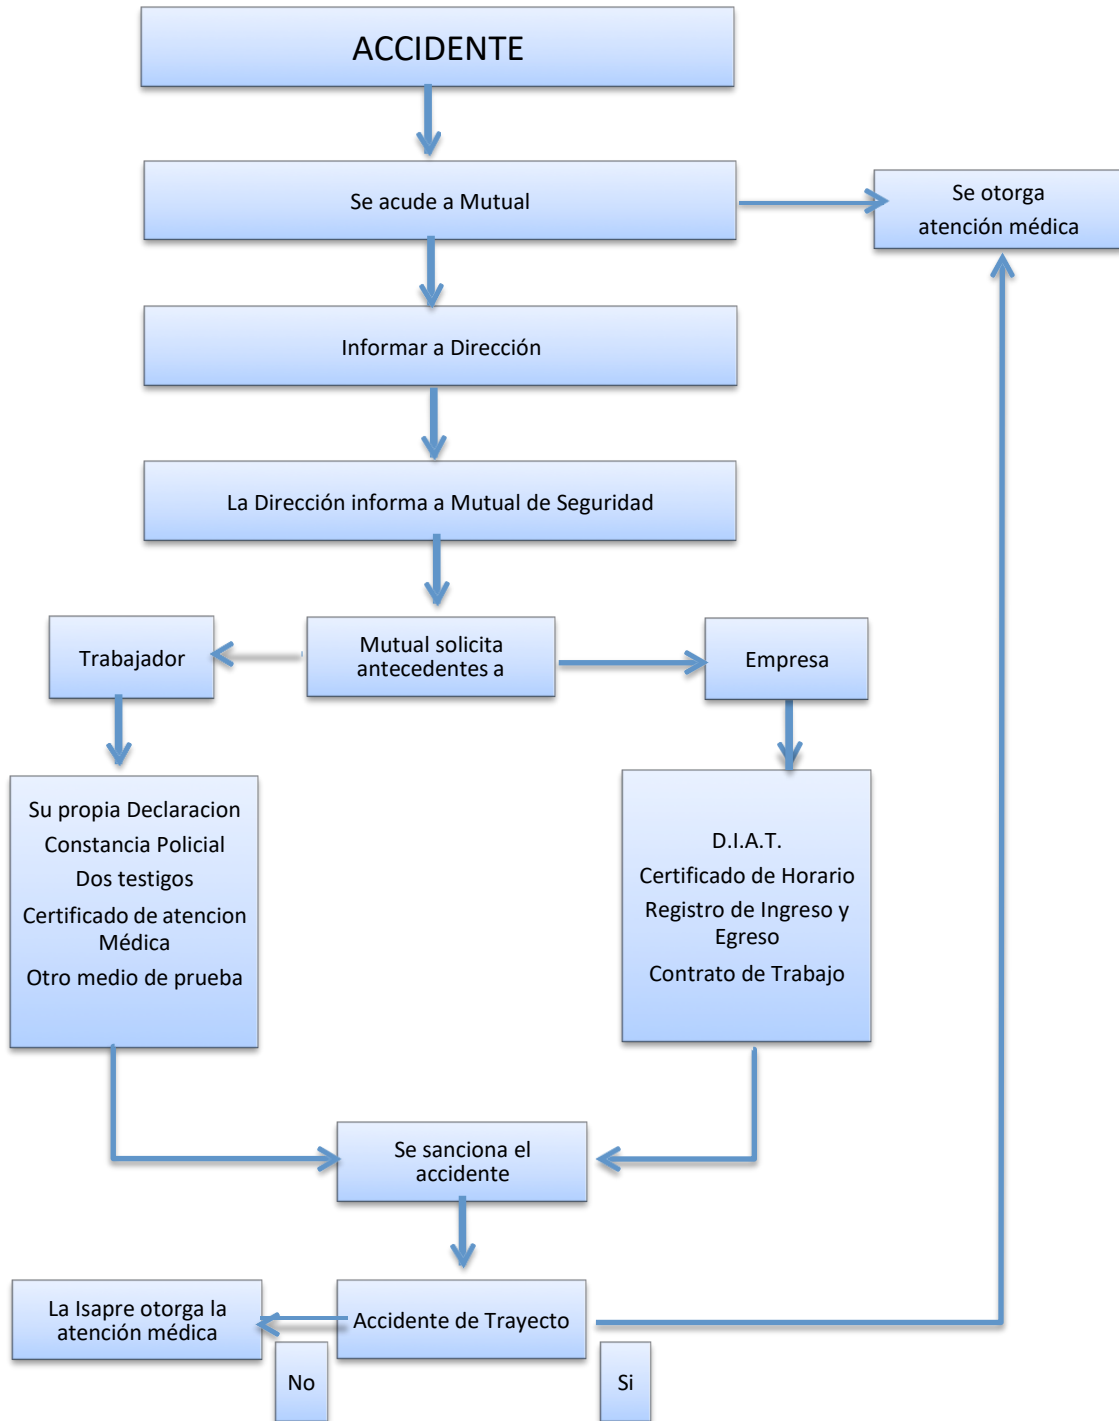 ACCIDENTE
Se acude a Mutual
Se otorga
atención médica
Informar a Dirección
La Dirección informa a Mutual de Seguridad
Trabajador
Mutual solicita
antecedentes a
Empresa
Su propia Declaracion
Constancia Policial
Dos testigos
Certificado de atencion
Médica
Otro medio de prueba
D.I.A.T.
Certificado de Horario
Registro de Ingreso y
Egreso
Contrato de Trabajo
Se sanciona el
accidente
La Isapre otorga la
atención médica
Accidente de Trayecto
No
Si